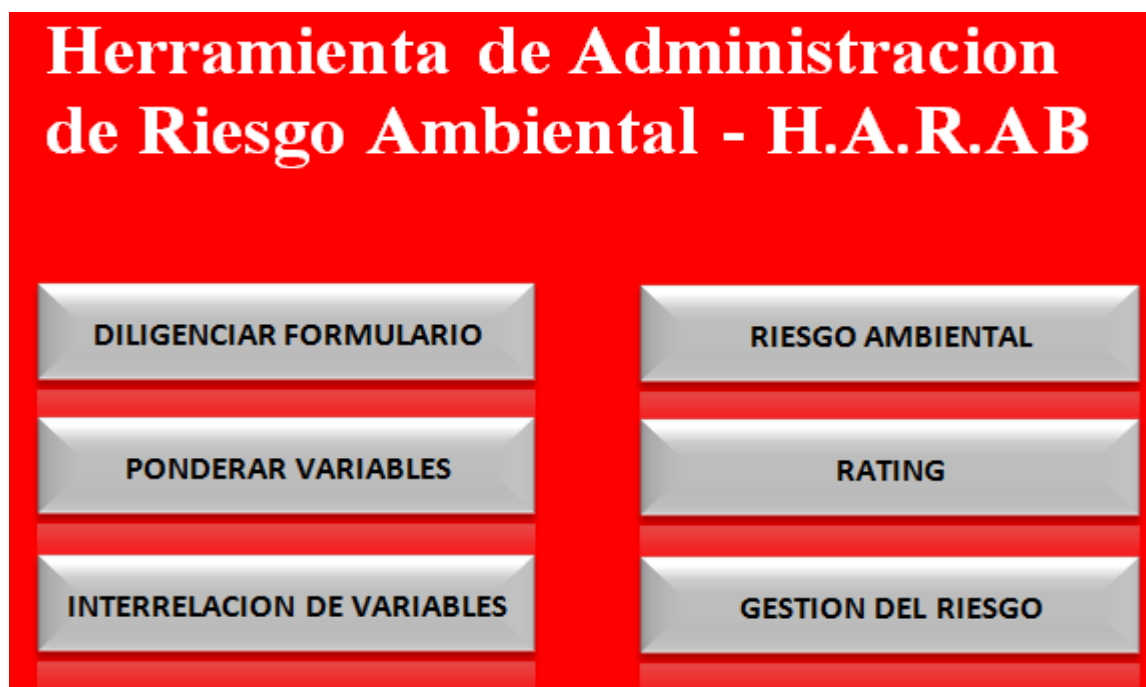 Herramienta de Administracion
de Riesgo Ambiental - H.A.R.AB
DILIGENCIAR FORMULARIO
RIESGO AMBIENTAL
PONDERAR VARIABLES
RATING
INTERRELACION DE VARIABLES
GESTION DEL RIESGO